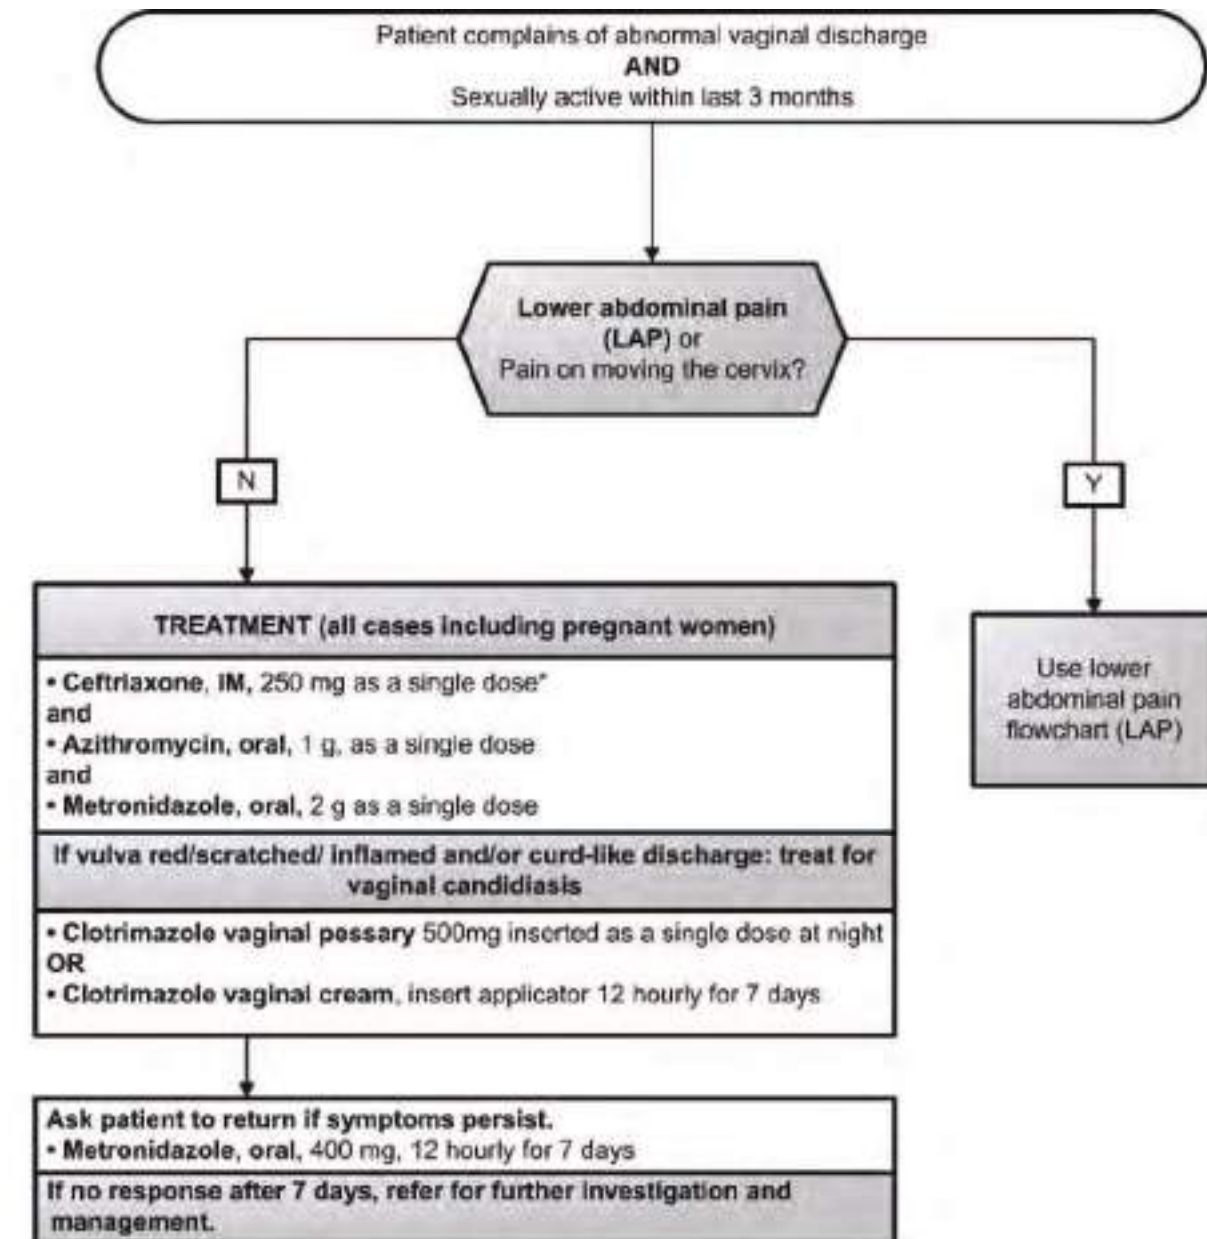 Patient complains of abnormal vaginal discharge
AND
Sexually active within last 3 months
Lower abdominal pain
(LAP) or
Pain on moving the cervix?
N
Y
TREATMENT (all cases including pregnant women)
• Ceftriaxone, IM, 250 mg as a single dose*
and
• Azithromycin, oral, 1 g, as a single dose
and
• Metronidazole, oral, 2 g as a single dose
If vulva red/scratched/ inflamed and/or curd-like discharge: treat for
vaginal candidiasis
• Clotrimazole vaginal pessary 500mg inserted as a single dose at night
OR
• Clotrimazole vaginal cream, insert applicator 12 hourly for 7 days
Use lower
abdominal pain
flowchart (LAP)
Ask patient to return if symptoms persist.
• Metronidazole, oral, 400 mg, 12 hourly for 7 days
If no response after 7 days, refer for further investigation and
management.